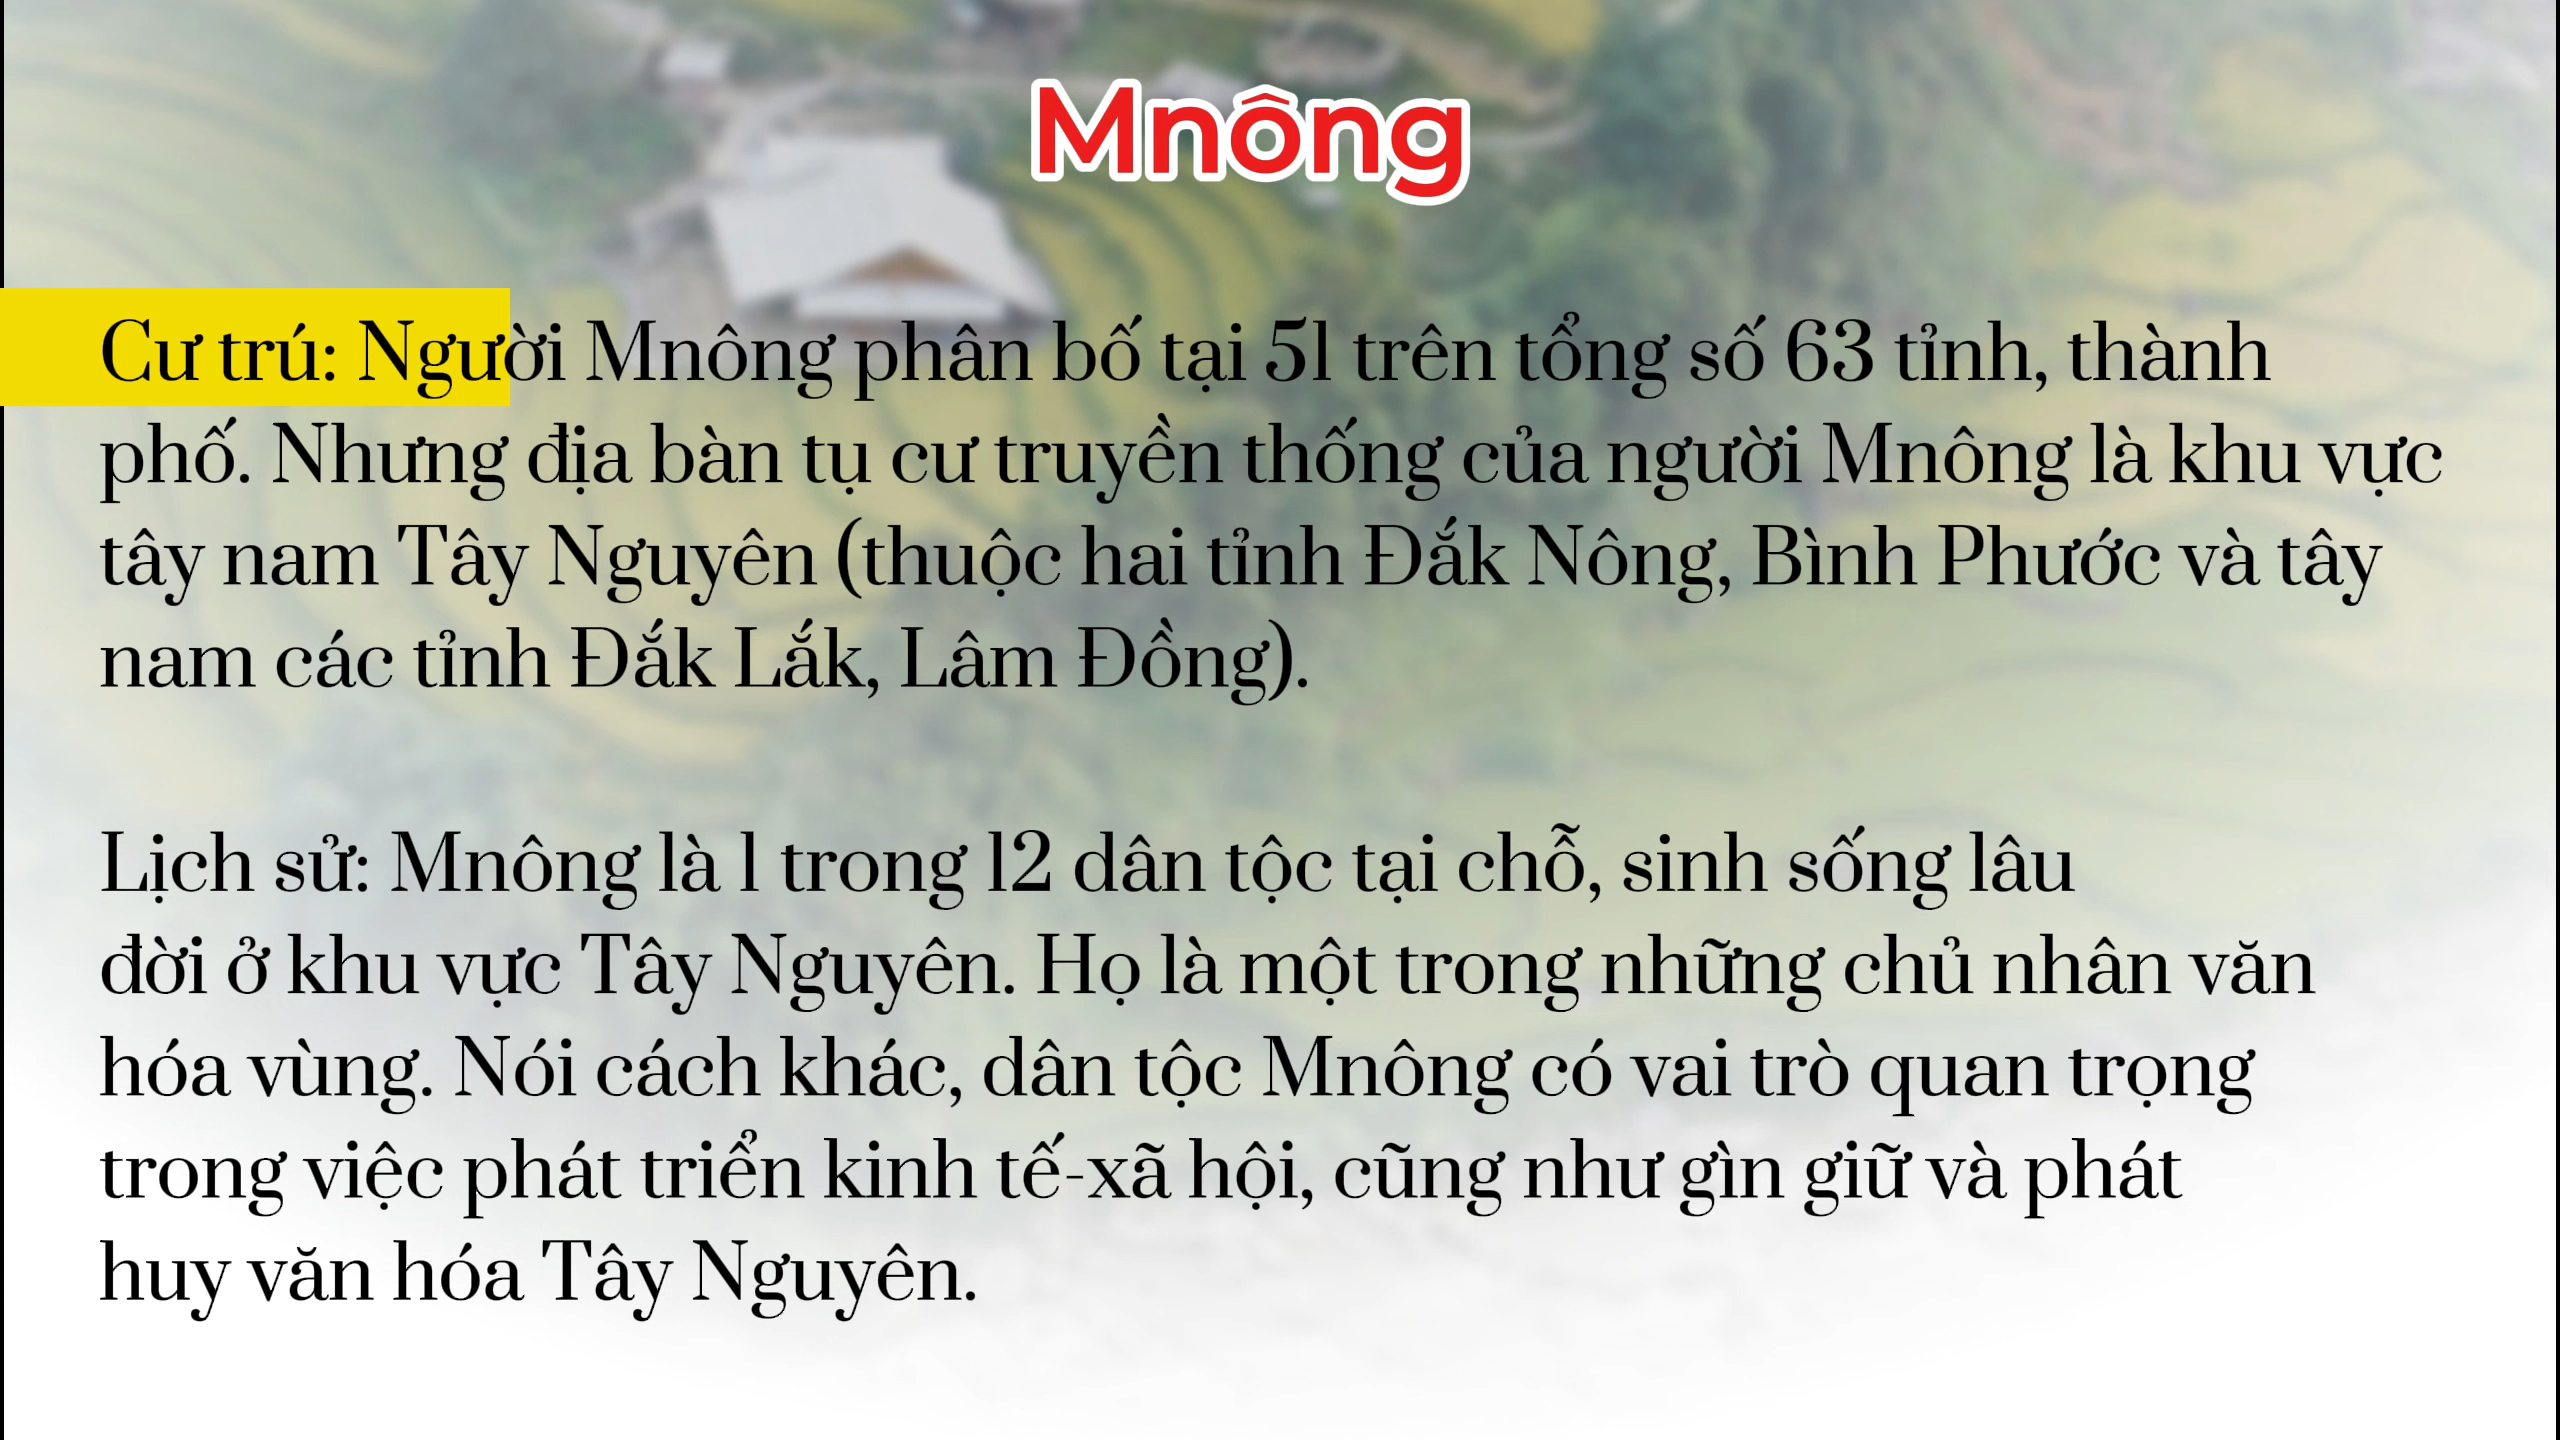 Mnông
Cư trú: Người Mnông phân bố tại 51 trên tổng số 63 tỉnh, thành
phố. Nhưng địa bàn tụ cư truyền thống của người Mnông là khu vực
tây nam Tây Nguyên (thuộc hai tỉnh Đắk Nông, Bình Phước và tây
nam các tỉnh Đắk Lắk, Lâm Đồng).
Lịch sử: Mnông là 1 trong 12 dân tộc tại chỗ, sinh sống lâu
đời ở khu vực Tây Nguyên. Họ là một trong những chủ nhân văn
hóa vùng. Nói cách khác, dân tộc Mnông có vai trò quan trọng
trong việc phát triển kinh tế-xã hội, cũng như gìn giữ và phát
huy văn hóa Tây Nguyên.